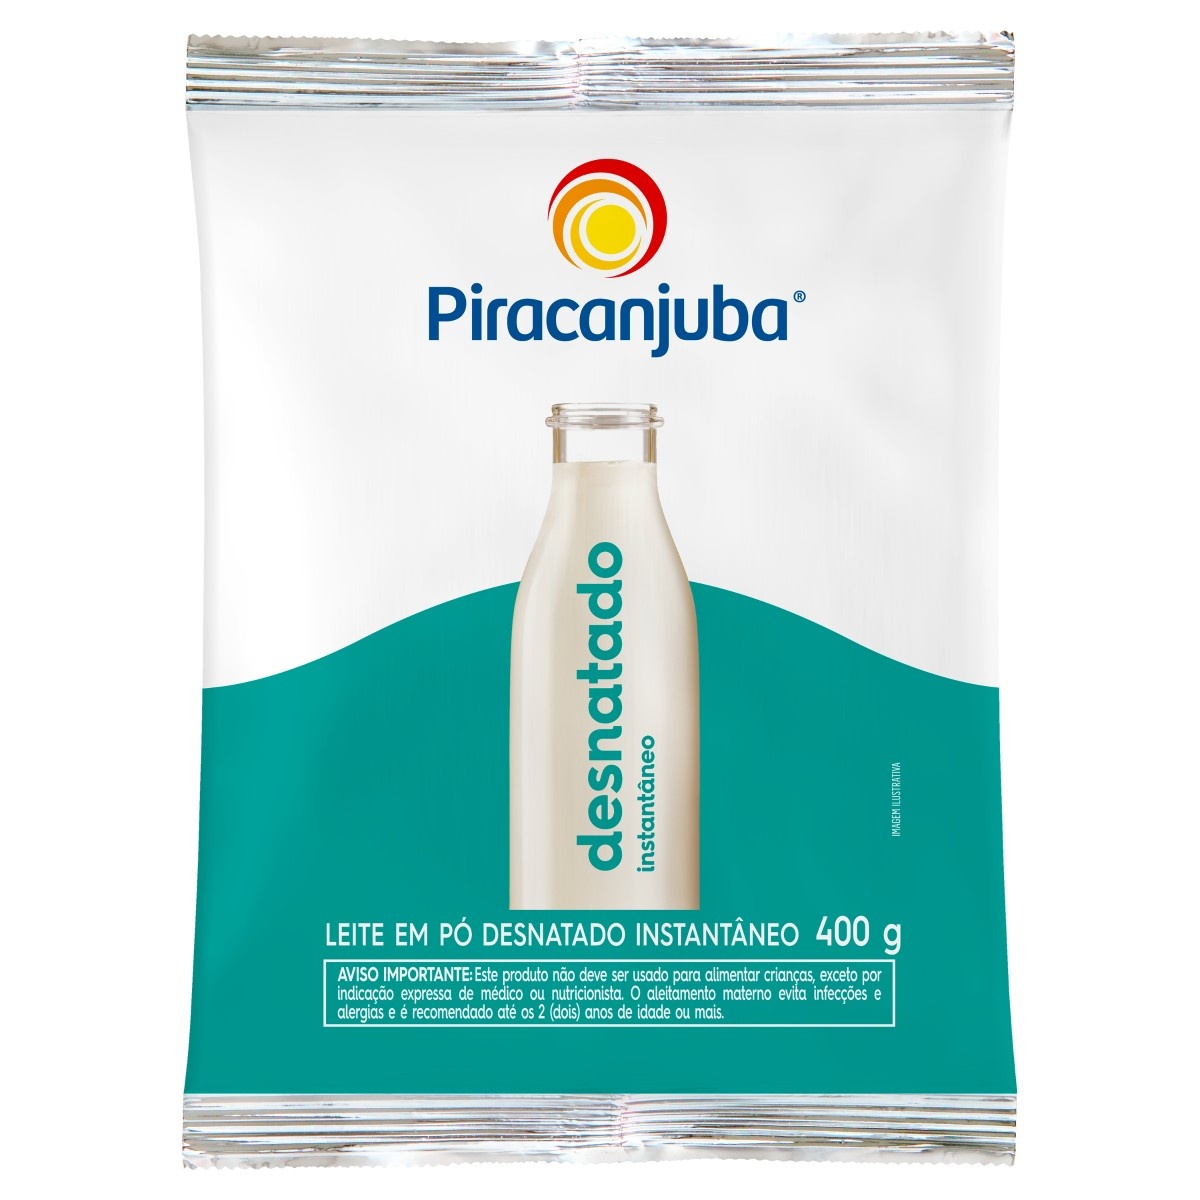 Piracanjuba®
desnatado
instantâneo
IMAGEM ILUSTRATIVA
LEITE EM PÓ DESNATADO INSTANTÂNEO 400 g
AVISO IMPORTANTE: Este produto não deve ser usado para alimentar crianças, exceto por
indicação expressa de médico ou nutricionista. O aleitamento materno evita infecções e
alergias e é recomendado até os 2 (dois) anos de idade ou mais.